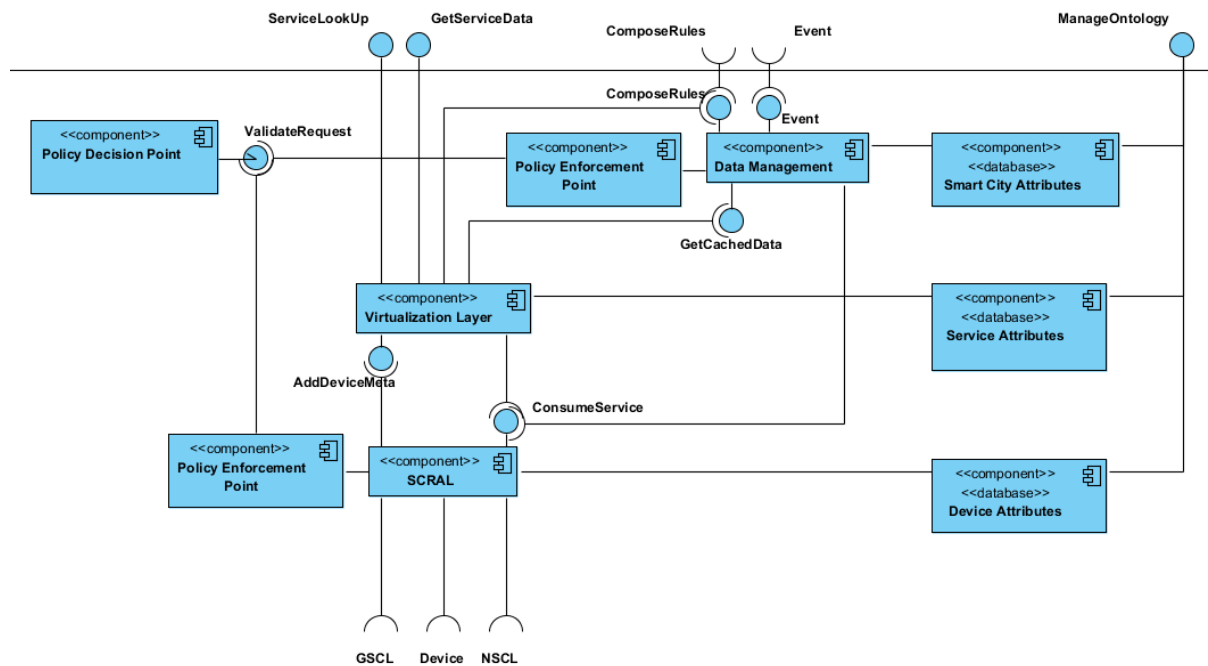 ServiceLookUp
GetServiceData
ComposeRules
Event
ManageOntology
ComposeRules
Event
<<component>>
Policy Decision Point
ValidateRequest
<<component>>
Policy Enforcement
Point
<<component>>
Data Management
<<component>>
<<database>>
Smart City Attributes
GetCachedData
<<component>>
Virtualization Layer
<<component>>
<<database>>
Service Attributes
AddDeviceMeta
ConsumeService
<<component>>
Policy Enforcement
Point
<<component>>
SCRAL
<<component>>
<<database>>
Device Attributes
GSCL
Device
NSCL